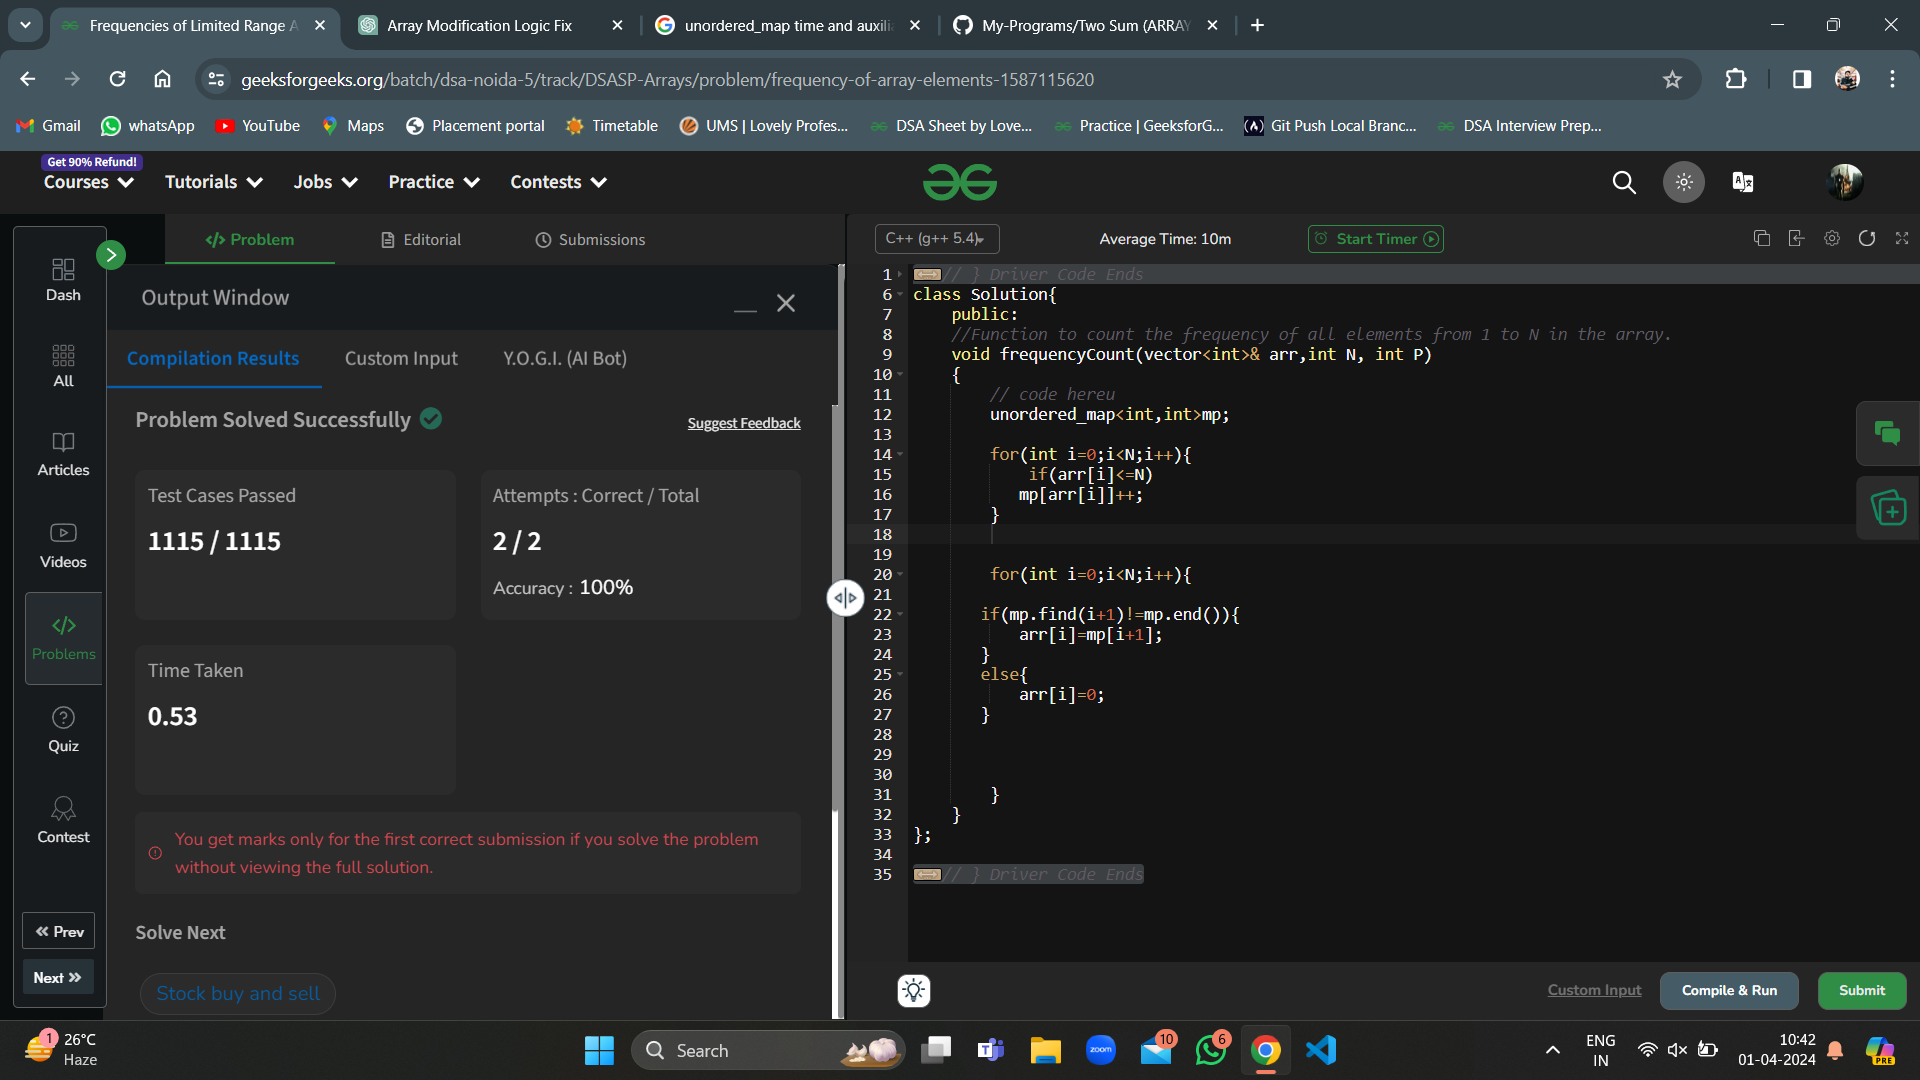 Frequencies of Limited Range A
Array Modification Logic Fix
unordered_map time and auxili
My-Programs/Two Sum (ARRAY
geeksforgeeks.org/batch/dsa-noida-5/track/DSASP-Arrays/problem/frequency-of-array-elements-1587115620
Gmail
whatsApp
YouTube
Maps
Placement portal
Timetable
UMS | Lovely Profes...
DSA Sheet by Love...
Practice | GeeksforG...
Git Push Local Branc...
DSA Interview Prep...
Get 90% Refund!
Courses
Tutorials
Jobs
Practice
Contests
Dash
All
Articles
Videos
Problems
Quiz
Contest
Prev
Next
Problem
Editorial
Submissions
Output Window
Compilation Results
Custom Input
Y.O.G.I. (AI Bot)
Problem Solved Successfully
Suggest Feedback
Test Cases Passed
1115 / 1115
Attempts : Correct / Total
2 / 2
Accuracy : 100%
Time Taken
0.53
You get marks only for the first correct submission if you solve the problem
without viewing the full solution.
Solve Next
Stock buy and sell
C++ (g++ 5.4)
Average Time: 10m
Start Timer
1 // } Driver Code Ends
6 class Solution{
7 public:
8 //Function to count the frequency of all elements from 1 to N in the array.
9 void frequencyCount(vector<int>& arr,int N, int P)
10 {
11 // code hereu
12 unordered_map<int,int>mp;
13
14 for(int i=0;i<N;i++){
15 if(arr[i]<=N)
16 mp[arr[i]]++;
17 }
18
19
20 for(int i=0;i<N;i++){
21
22 if(mp.find(i+1)!=mp.end()){
23 arr[i]=mp[i+1];
24 }
25 else{
26 arr[i]=0;
27 }
28
29
30
31 }
32 }
33 };
34
35 // } Driver Code Ends
Custom Input
Compile & Run
Submit
1
26°C
Haze
Search
zoom
10
6
ENG
IN
10:42
01-04-2024
PRE